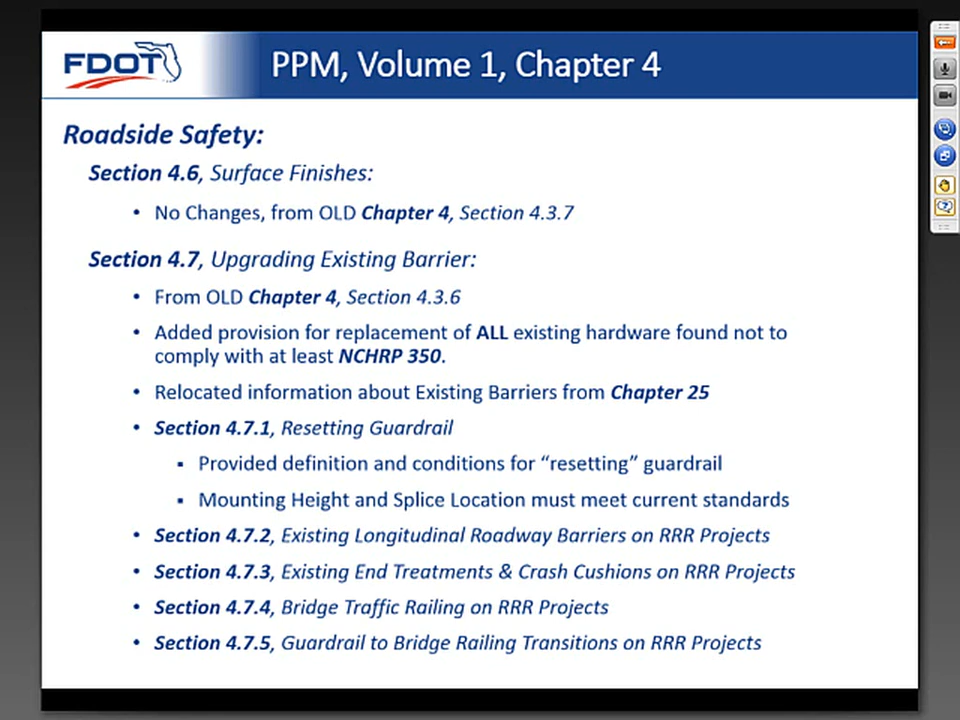 FDOT
PPM, Volume 1, Chapter 4
Roadside Safety:
Section 4.6, Surface Finishes:
• No Changes, from OLD Chapter 4, Section 4.3.7
Section 4.7, Upgrading Existing Barrier:
• From OLD Chapter 4, Section 4.3.6
• Added provision for replacement of ALL existing hardware found not to
comply with at least NCHRP 350.
• Relocated information about Existing Barriers from Chapter 25
• Section 4.7.1, Resetting Guardrail
▪ Provided definition and conditions for “resetting” guardrail
▪ Mounting Height and Splice Location must meet current standards
• Section 4.7.2, Existing Longitudinal Roadway Barriers on RRR Projects
• Section 4.7.3, Existing End Treatments & Crash Cushions on RRR Projects
• Section 4.7.4, Bridge Traffic Railing on RRR Projects
• Section 4.7.5, Guardrail to Bridge Railing Transitions on RRR Projects